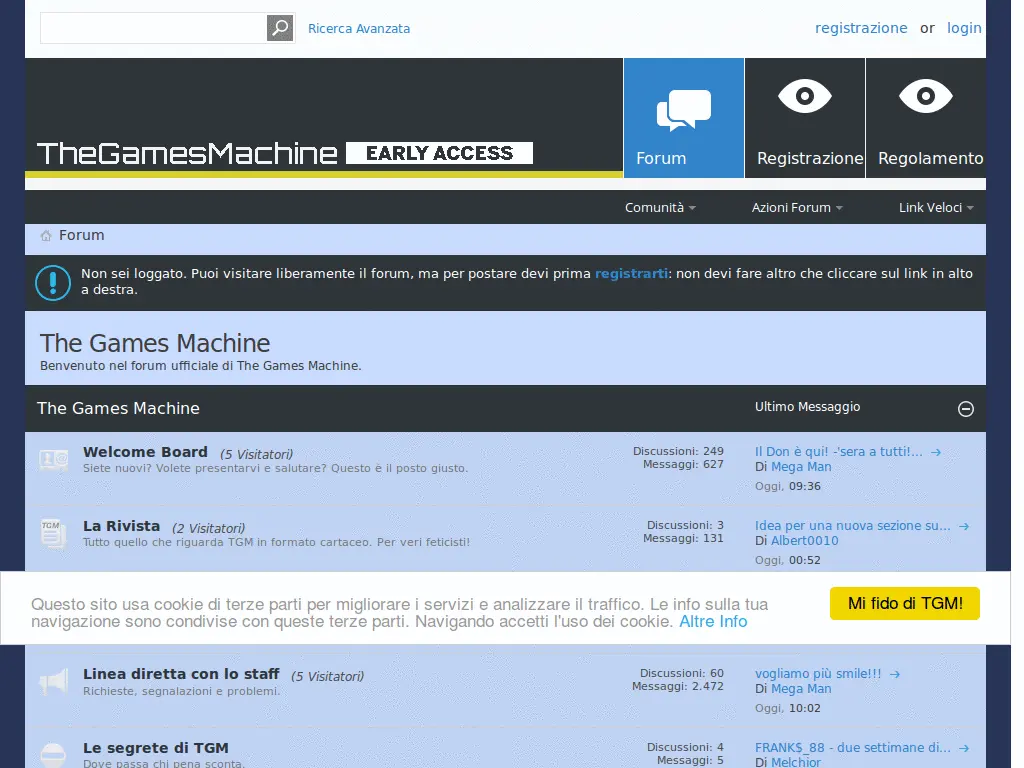 Ricerca Avanzata
registrazione or login
TheGamesMachine EARLY ACCESS
Forum
Registrazione
Regolamento
Comunità
Azioni Forum
Link Veloci
Forum
Non sei loggato. Puoi visitare liberamente il forum, ma per postare devi prima registrarti: non devi fare altro che cliccare sul link in alto
a destra.
The Games Machine
Benvenuto nel forum ufficiale di The Games Machine.
The Games Machine
Ultimo Messaggio
Welcome Board (5 Visitatori)
Siete nuovi? Volete presentarvi e salutare? Questo è il posto giusto.
Discussioni: 249
Messaggi: 627
Il Don è qui! -'sera a tutti!... →
Di Mega Man
Oggi, 09:36
TGM
La Rivista (2 Visitatori)
Tutto quello che riguarda TGM in formato cartaceo. Per veri feticisti!
Discussioni: 3
Messaggi: 131
Idea per una nuova sezione su... →
Di Albert0010
Oggi, 00:52
Questo sito usa cookie di terze parti per migliorare i servizi e analizzare il traffico. Le info sulla tua
navigazione sono condivise con queste terze parti. Navigando accetti l'uso dei cookie. Altre Info
Mi fido di TGM!
Linea diretta con lo staff (5 Visitatori)
Richieste, segnalazioni e problemi.
Discussioni: 60
Messaggi: 2.472
vogliamo più smile!!! →
Di Mega Man
Oggi, 10:02
Le segrete di TGM
Dove passa chi pena sconta.
Discussioni: 4
Messaggi: 5
FRANK$_88 - due settimane di... →
Di Melchior